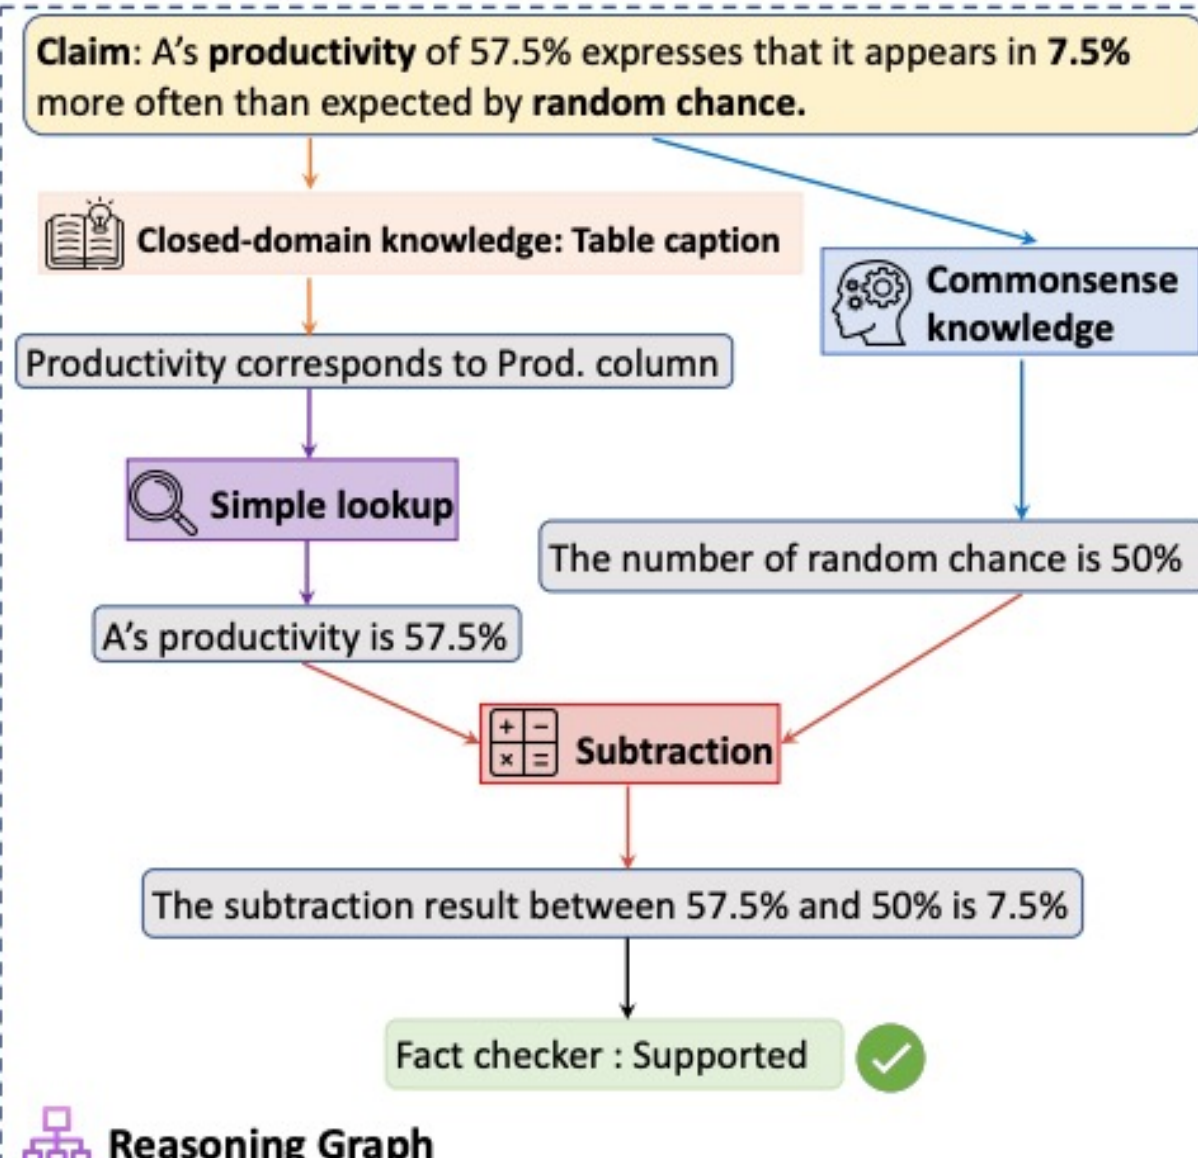 Claim: A’s productivity of 57.5% expresses that it appears in 7.5%
more often than expected by random chance.
Closed-domain knowledge: Table caption
Commonsense
knowledge
Productivity corresponds to Prod. column
Simple lookup
The number of random chance is 50%
A’s productivity is 57.5%
Subtraction
The subtraction result between 57.5% and 50% is 7.5%
Fact checker : Supported
Reasoning Graph